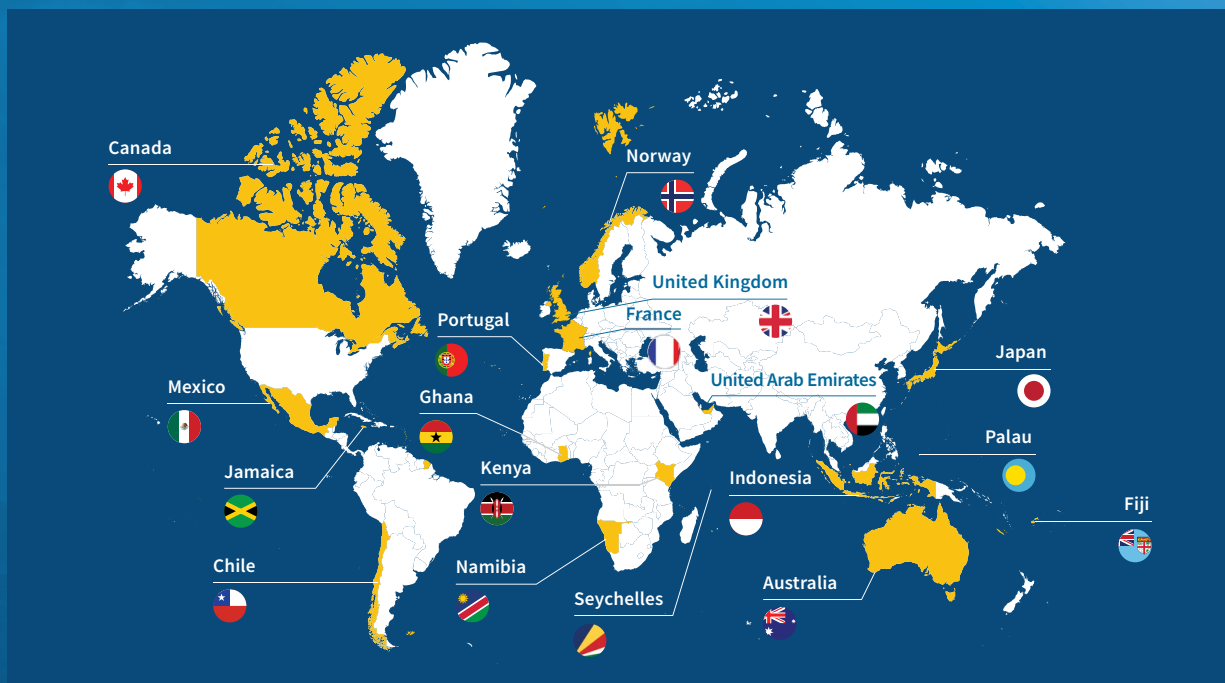 Canada
Norway
United Kingdom
France
Portugal
Japan
United Arab Emirates
Mexico
Ghana
Palau
Jamaica
Kenya
Indonesia
Fiji
Chile
Namibia
Australia
Seychelles